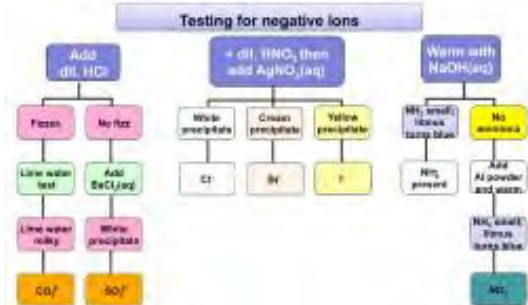 Testing for negative ions
Add
dil. HCl
+ dil. HNO₃ then
add AgNO₃(aq)
Warm with
NaOH(aq)
Fizzes
No fizz
White
precipitate
Cream
precipitate
Yellow
precipitate
NH₃ smell;
litmus
turns blue
No
ammonia
Lime water
test
Add
BaCl₂(aq)
Cl⁻
Br⁻
I⁻
present
Add
Al powder
and warm
Lime water
milky
White
precipitate
NH₃ smell;
litmus
turns blue
CO₃²⁻
SO₄²⁻